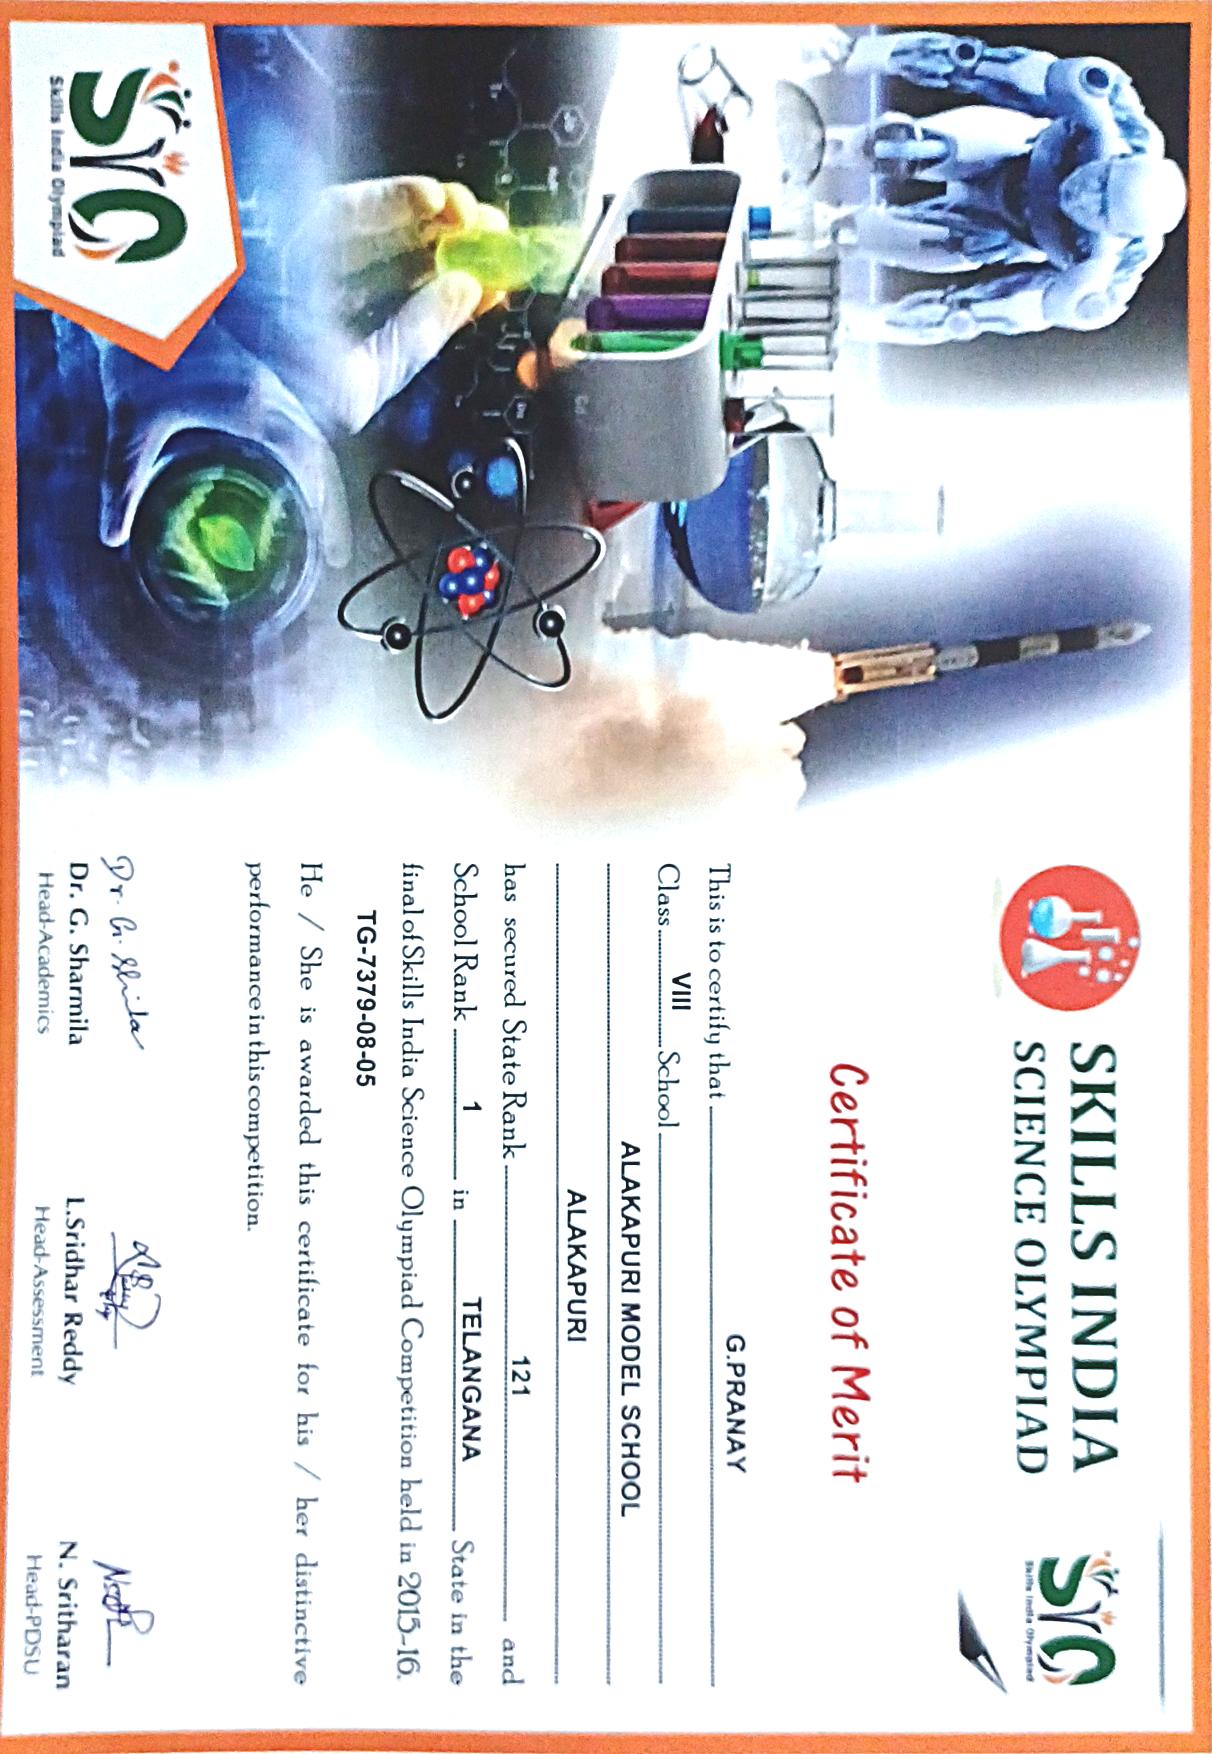 SKILLS INDIA
SCIENCE OLYMPIAD
SIO
Skills India Olympiad
Certificate of Merit
This is to certify that G.PRANAY
Class VIII School
ALAKAPURI MODEL SCHOOL
ALAKAPURI
has secured State Rank 121 and
School Rank 1 in TELANGANA State in the
final of Skills India Science Olympiad Competition held in 2015-16.
TG-7379-08-05
He / She is awarded this certificate for his / her distinctive
performance in this competition.
Dr. G. Sharmila
Head-Academics
L.Sridhar Reddy
Head-Assessment
N. Sritharan
Head-PDSU
SIO
Skills India Olympiad